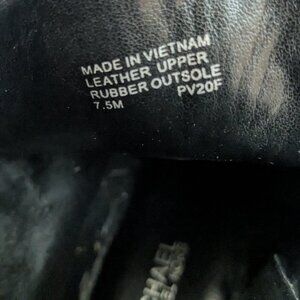 MADE IN VIETNAM
LEATHER UPPER
RUBBER OUTSOLE
7.5M PV20F